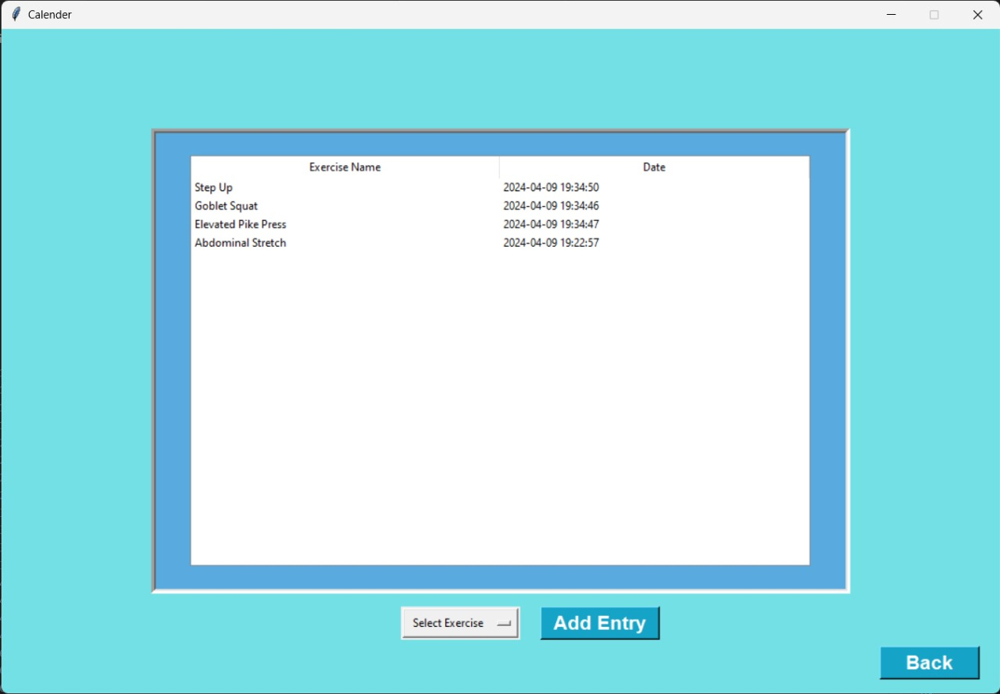 Calender
Exercise Name Date
Step Up 2024-04-09 19:34:50
Goblet Squat 2024-04-09 19:34:46
Elevated Pike Press 2024-04-09 19:34:47
Abdominal Stretch 2024-04-09 19:22:57
Select Exercise Add Entry
Back